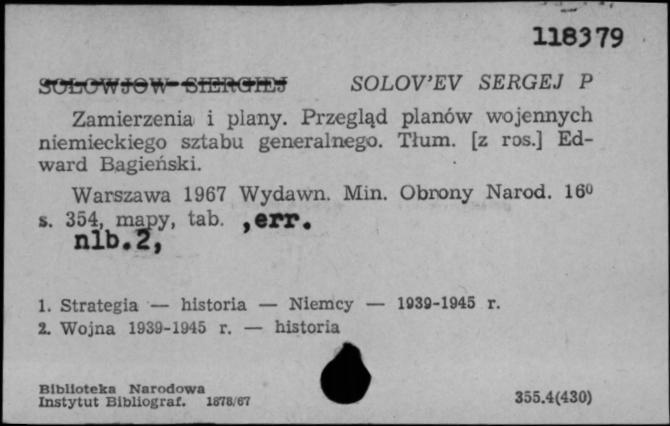 118379
SOLOWJOW SIERGIEJ SOLOV'EV SERGEJ P
Zamierzenia i plany. Przegląd planów wojennych
niemieckiego sztabu generalnego. Tłum. [z ros.] Ed-
ward Bagieński.
Warszawa 1967 Wydawn. Min. Obrony Narod. 16⁰
s. 354, mapy, tab. ,err.
nlb.2,
1. Strategia — historia — Niemcy — 1939-1945 r.
2. Wojna 1939-1945 r. — historia
Biblioteka Narodowa
Instytut Bibliograf. 1878/67 355.4(430)